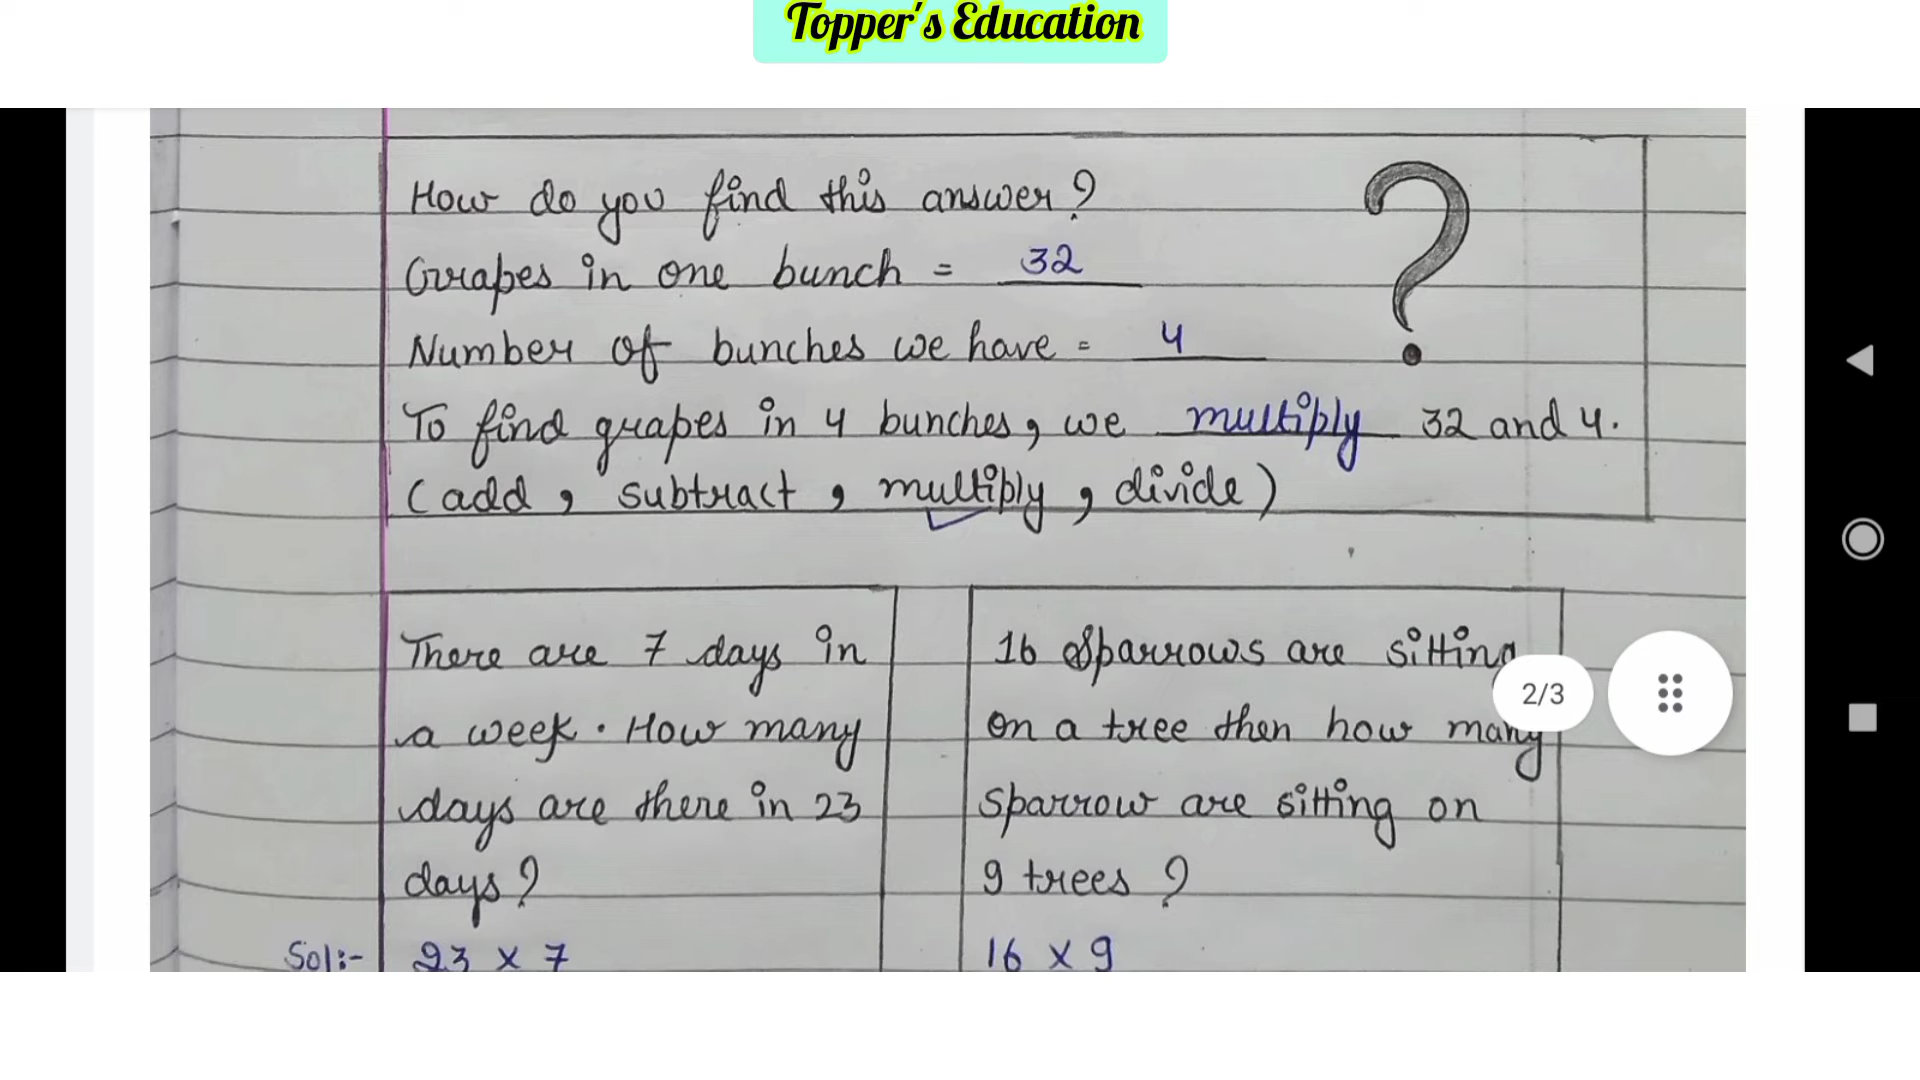 Topper's Education
How do you find this answer?
Grapes in one bunch = 32
Number of bunches we have = 4
To find grapes in 4 bunches, we multiply 32 and 4.
(add, subtract, multiply, divide)
There are 7 days in
a week. How many
days are there in 23
days?
Sol:- 23 x 7
16 Sparrows are sitting
on a tree then how many
sparrow are sitting on
9 trees ?
16 x 9
2/3